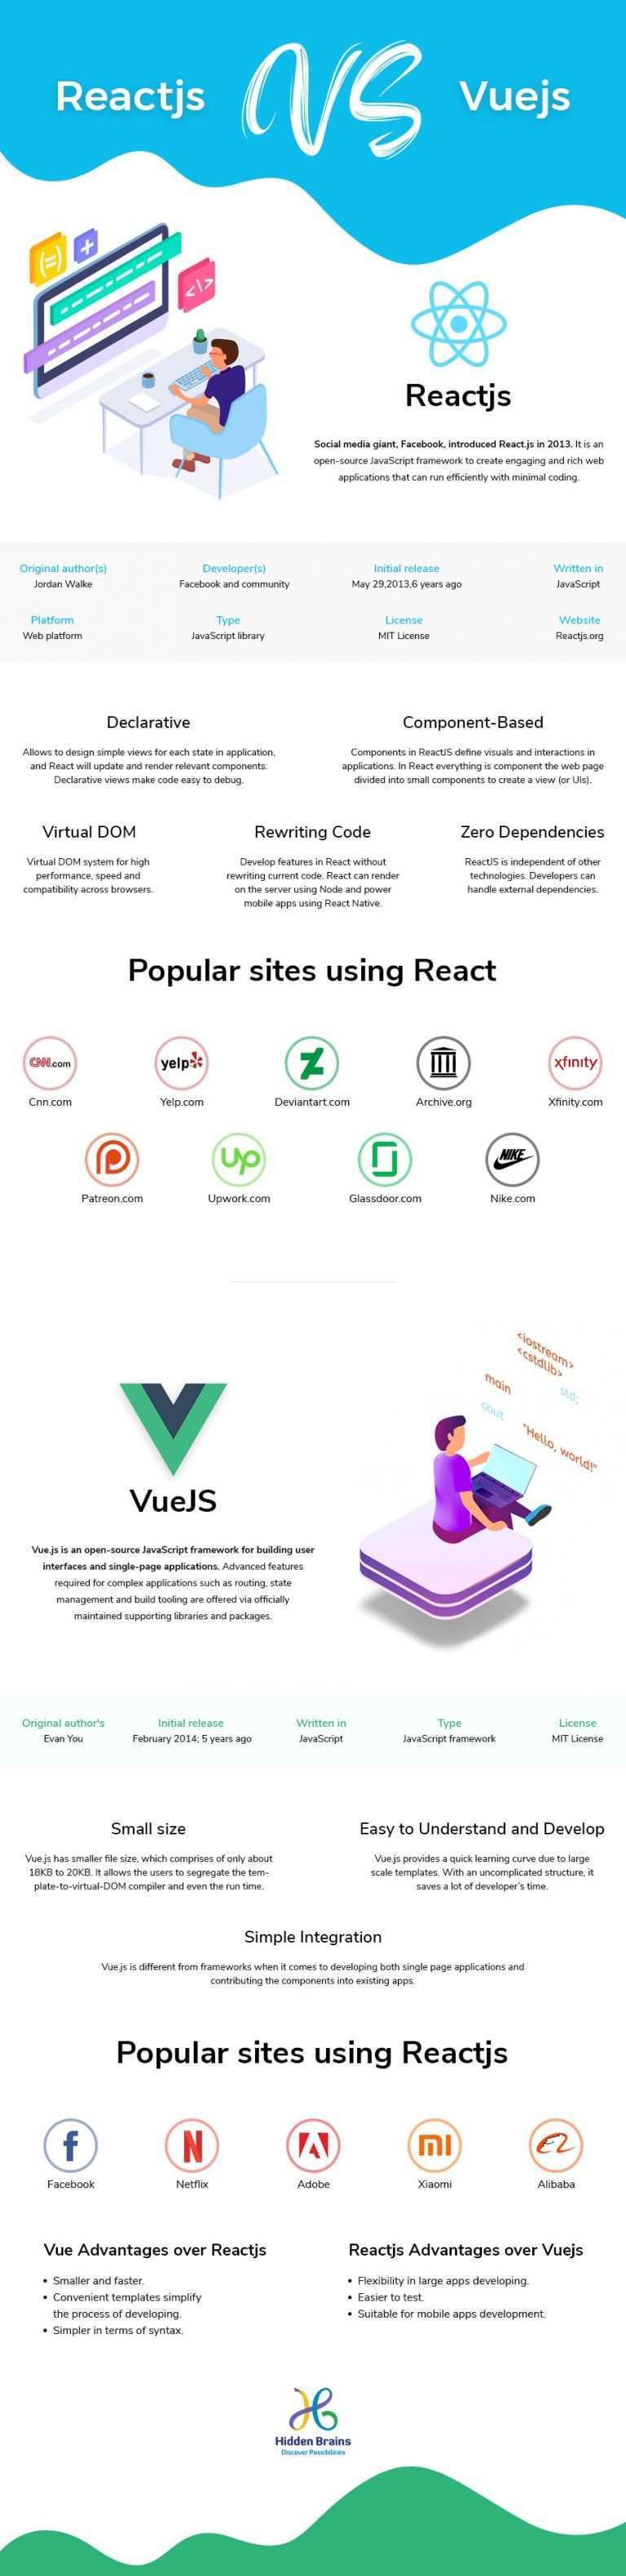 Reactjs
VS
Vuejs
(=)
+
</>
Reactjs
Social media giant, Facebook, introduced React.js in 2013. It is an
open-source JavaScript framework to create engaging and rich web
applications that can run efficiently with minimal coding.
Original author(s)
Jordan Walke
Developer(s)
Facebook and community
Initial release
May 29,2013,6 years ago
Written in
JavaScript
Platform
Web platform
Type
JavaScript library
License
MIT License
Website
Reactjs.org
Declarative
Allows to design simple views for each state in application,
and React will update and render relevant components.
Declarative views make code easy to debug.
Component-Based
Components in ReactJS define visuals and interactions in
applications. In React everything is component the web page
divided into small components to create a view (or UIs).
Virtual DOM
Virtual DOM system for high
performance, speed and
compatibility across browsers.
Rewriting Code
Develop features in React without
rewriting current code. React can render
on the server using Node and power
mobile apps using React Native.
Zero Dependencies
ReactJS is independent of other
technologies. Developers can
handle external dependencies.
Popular sites using React
CNN.com
Cnn.com
yelp
Yelp.com
Deviantart.com
Archive.org
xfinity
Xfinity.com
Patreon.com
up
Upwork.com
Glassdoor.com
NIKE
Nike.com
<iostream>
<cstdlib>
main
std;
cout
"Hello, world!"
VueJS
Vue.js is an open-source JavaScript framework for building user
interfaces and single-page applications. Advanced features
required for complex applications such as routing, state
management and build tooling are offered via officially
maintained supporting libraries and packages.
Original author's
Evan You
Initial release
February 2014; 5 years ago
Written in
JavaScript
Type
JavaScript framework
License
MIT License
Small size
Vue.js has smaller file size, which comprises of only about
18KB to 20KB. It allows the users to segregate the tem-
plate-to-virtual-DOM compiler and even the run time.
Easy to Understand and Develop
Vue.js provides a quick learning curve due to large
scale templates. With an uncomplicated structure, it
saves a lot of developer's time.
Simple Integration
Vue.js is different from frameworks when it comes to developing both single page applications and
contributing the components into existing apps.
Popular sites using Reactjs
f
Facebook
N
Netflix
Adobe
mi
Xiaomi
Alibaba
Vue Advantages over Reactjs
• Smaller and faster.
• Convenient templates simplify
the process of developing.
• Simpler in terms of syntax.
Reactjs Advantages over Vuejs
• Flexibility in large apps developing.
• Easier to test.
• Suitable for mobile apps development.
Hidden Brains
Discover Possibilities